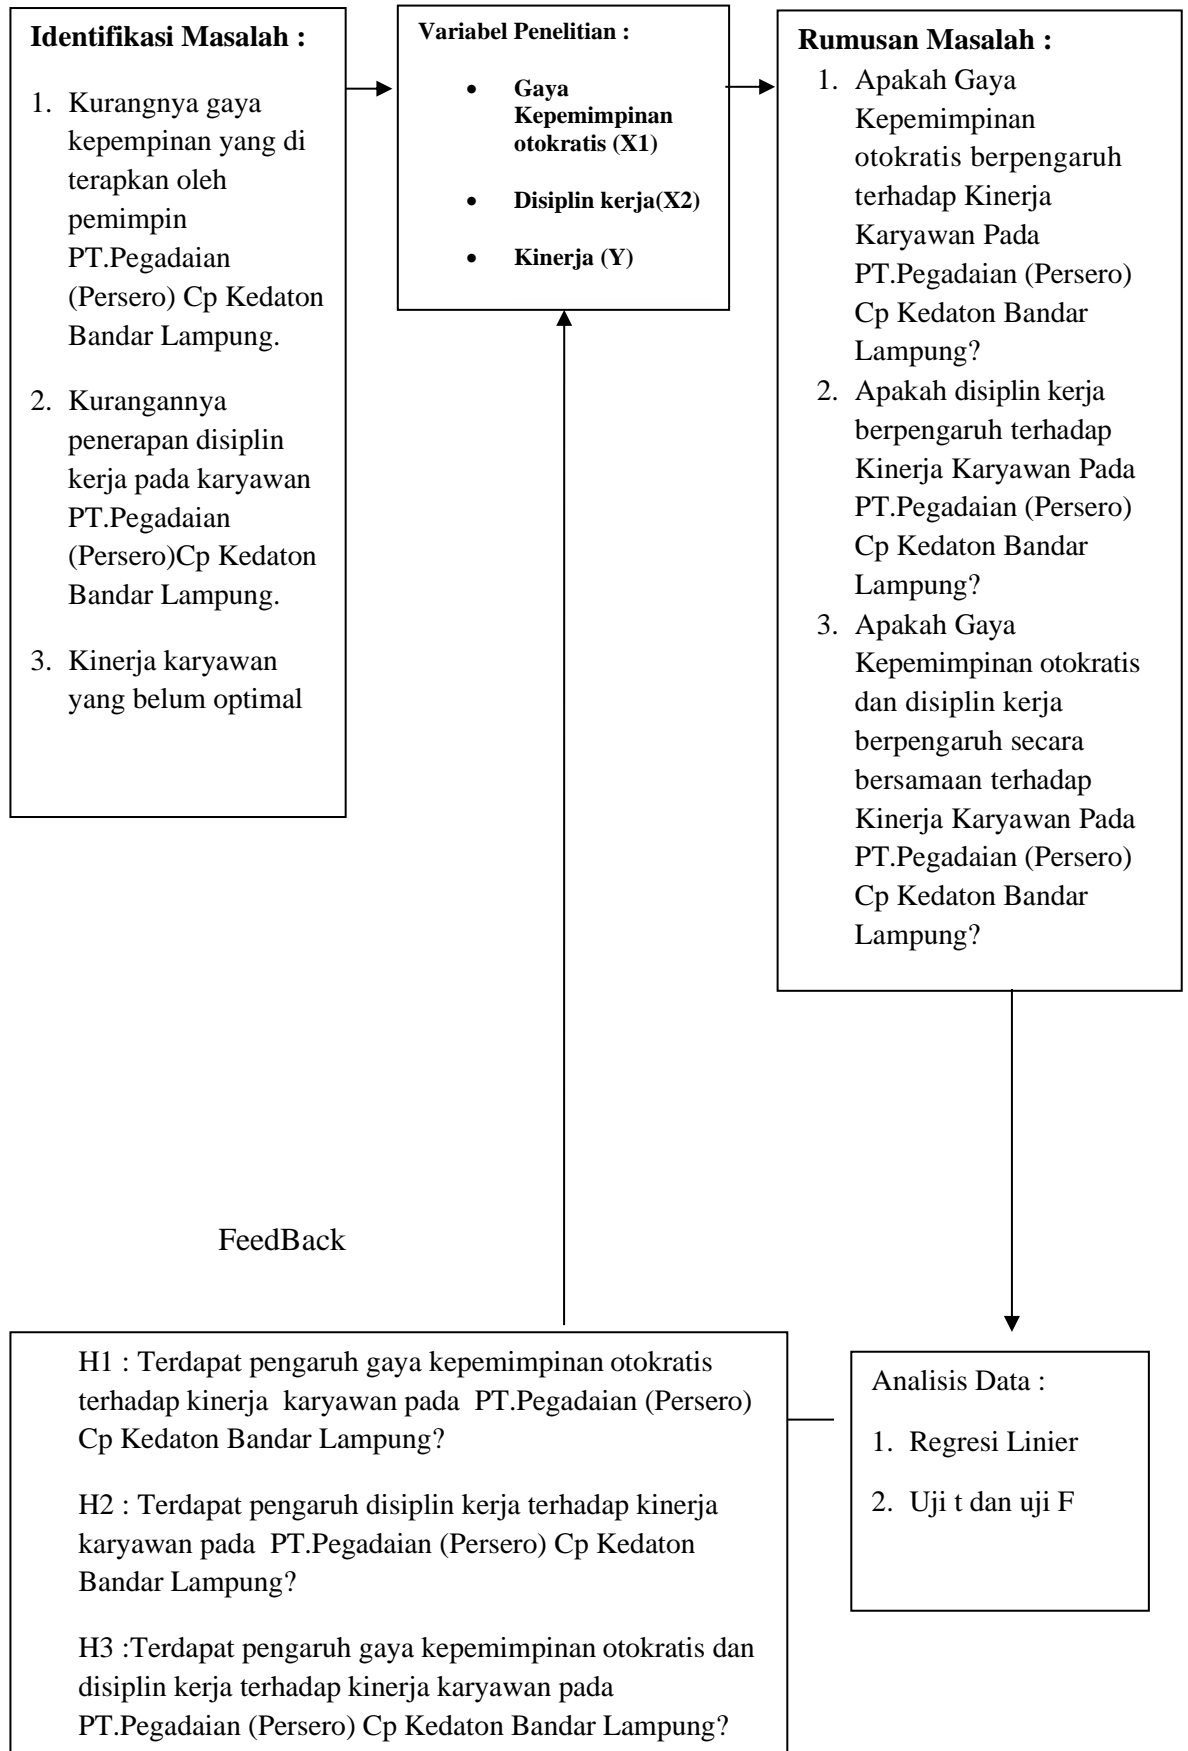 Identifikasi Masalah :
1. Kurangnya gaya
kepempinan yang di
terapkan oleh
pemimpin
PT.Pegadaian
(Persero) Cp Kedaton
Bandar Lampung.
2. Kurangannya
penerapan disiplin
kerja pada karyawan
PT.Pegadaian
(Persero)Cp Kedaton
Bandar Lampung.
3. Kinerja karyawan
yang belum optimal
Variabel Penelitian :
• Gaya
Kepemimpinan
otokratis (X1)
• Disiplin kerja(X2)
• Kinerja (Y)
Rumusan Masalah :
1. Apakah Gaya
Kepemimpinan
otokratis berpengaruh
terhadap Kinerja
Karyawan Pada
PT.Pegadaian (Persero)
Cp Kedaton Bandar
Lampung?
2. Apakah disiplin kerja
berpengaruh terhadap
Kinerja Karyawan Pada
PT.Pegadaian (Persero)
Cp Kedaton Bandar
Lampung?
3. Apakah Gaya
Kepemimpinan otokratis
dan disiplin kerja
berpengaruh secara
bersamaan terhadap
Kinerja Karyawan Pada
PT.Pegadaian (Persero)
Cp Kedaton Bandar
Lampung?
FeedBack
H1 : Terdapat pengaruh gaya kepemimpinan otokratis
terhadap kinerja  karyawan pada  PT.Pegadaian (Persero)
Cp Kedaton Bandar Lampung?
H2 : Terdapat pengaruh disiplin kerja terhadap kinerja
karyawan pada  PT.Pegadaian (Persero) Cp Kedaton
Bandar Lampung?
H3 :Terdapat pengaruh gaya kepemimpinan otokratis dan
disiplin kerja terhadap kinerja karyawan pada
PT.Pegadaian (Persero) Cp Kedaton Bandar Lampung?
Analisis Data :
1. Regresi Linier
2. Uji t dan uji F